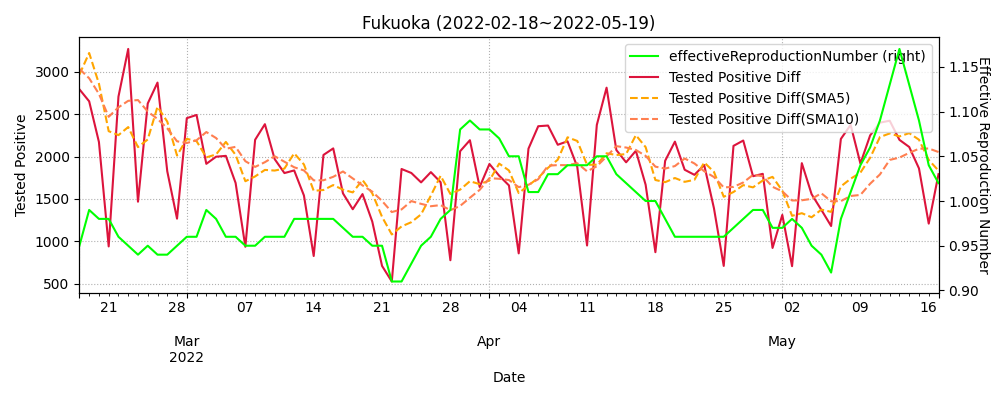 Fukuoka (2022-02-18~2022-05-19)
effectiveReproductionNumber (right)
Tested Positive Diff
Tested Positive Diff(SMA5)
Tested Positive Diff(SMA10)
Tested Positive
3000
2500
2000
1500
1000
500
Effective Reproduction Number
1.15
1.10
1.05
1.00
0.95
0.90
21 28 07 14 21 28 04 11 18 25 02 09 16
Mar Apr May
2022
Date